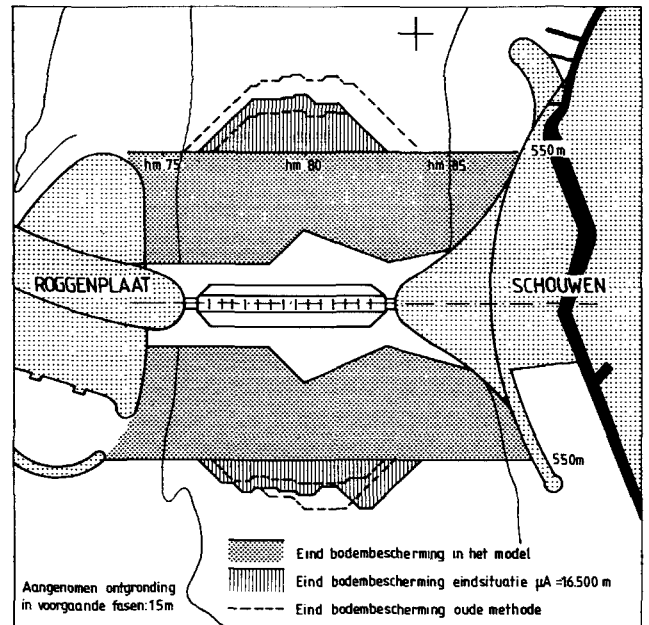 550m
hm 75 hm 80 hm 85
ROGGENPLAAT SCHOUWEN
550m
Eind bodembescherming in het model
Eind bodembescherming eindsituatie µA =16.500 m
Eind bodembescherming oude methode
Aangenomen ontgronding
in voorgaande fasen:15m